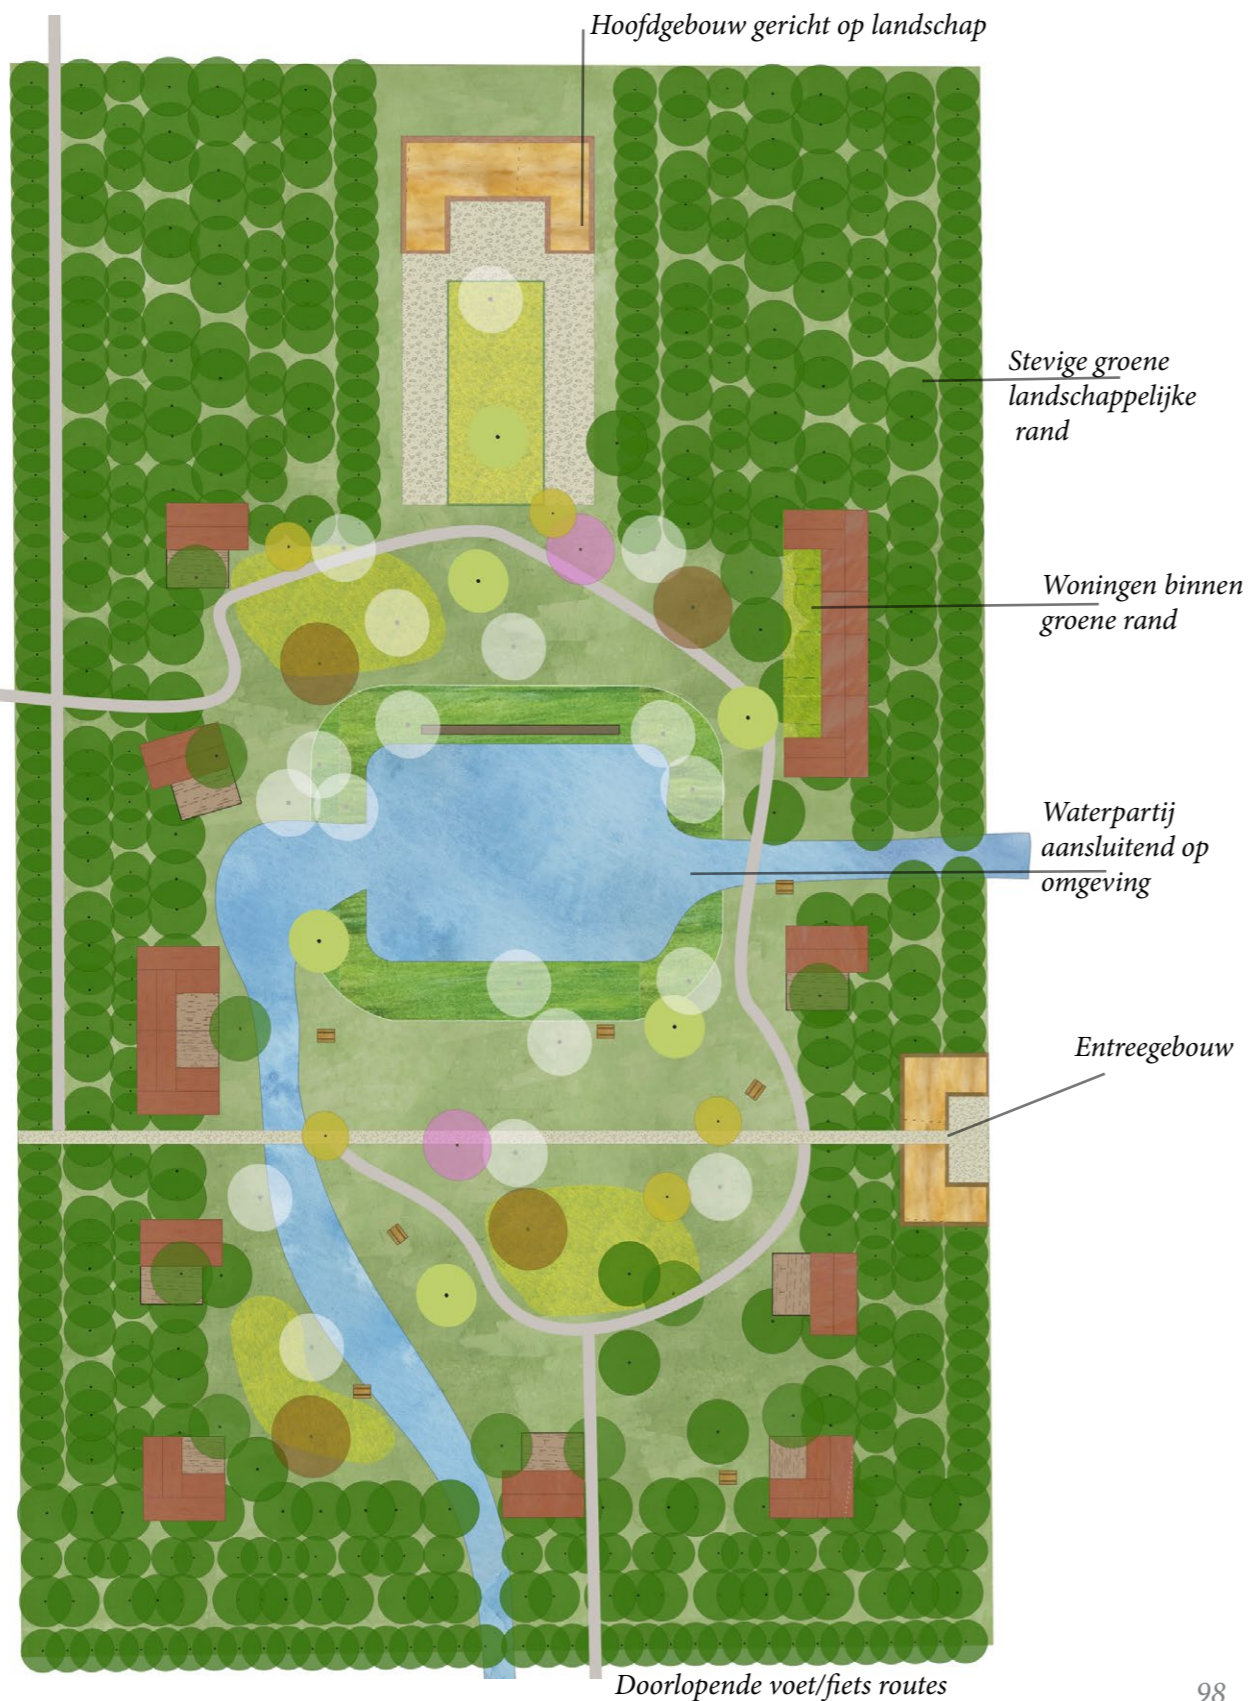 Hoofdgebouw gericht op landschap
Stevige groene
landschappelijke
rand
Woningen binnen
groene rand
Waterpartij
aansluitend op
omgeving
Entreegebouw
Doorlopende voet/fiets routes
98